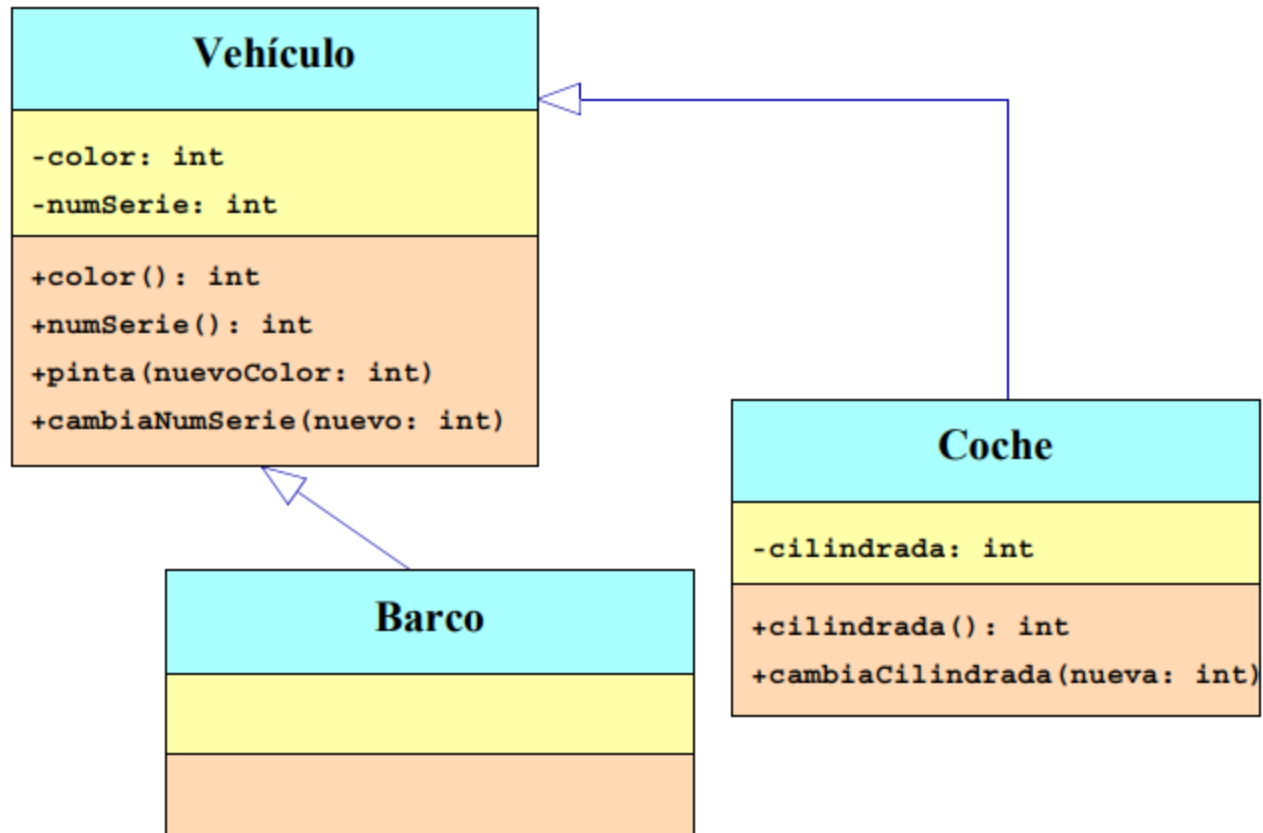 Vehículo
-color: int
-numSerie: int
+color(): int
+numSerie(): int
+pinta(nuevoColor: int)
+cambiaNumSerie(nuevo: int)
Coche
-cilindrada: int
+cilindrada(): int
+cambiaCilindrada(nueva: int)
Barco